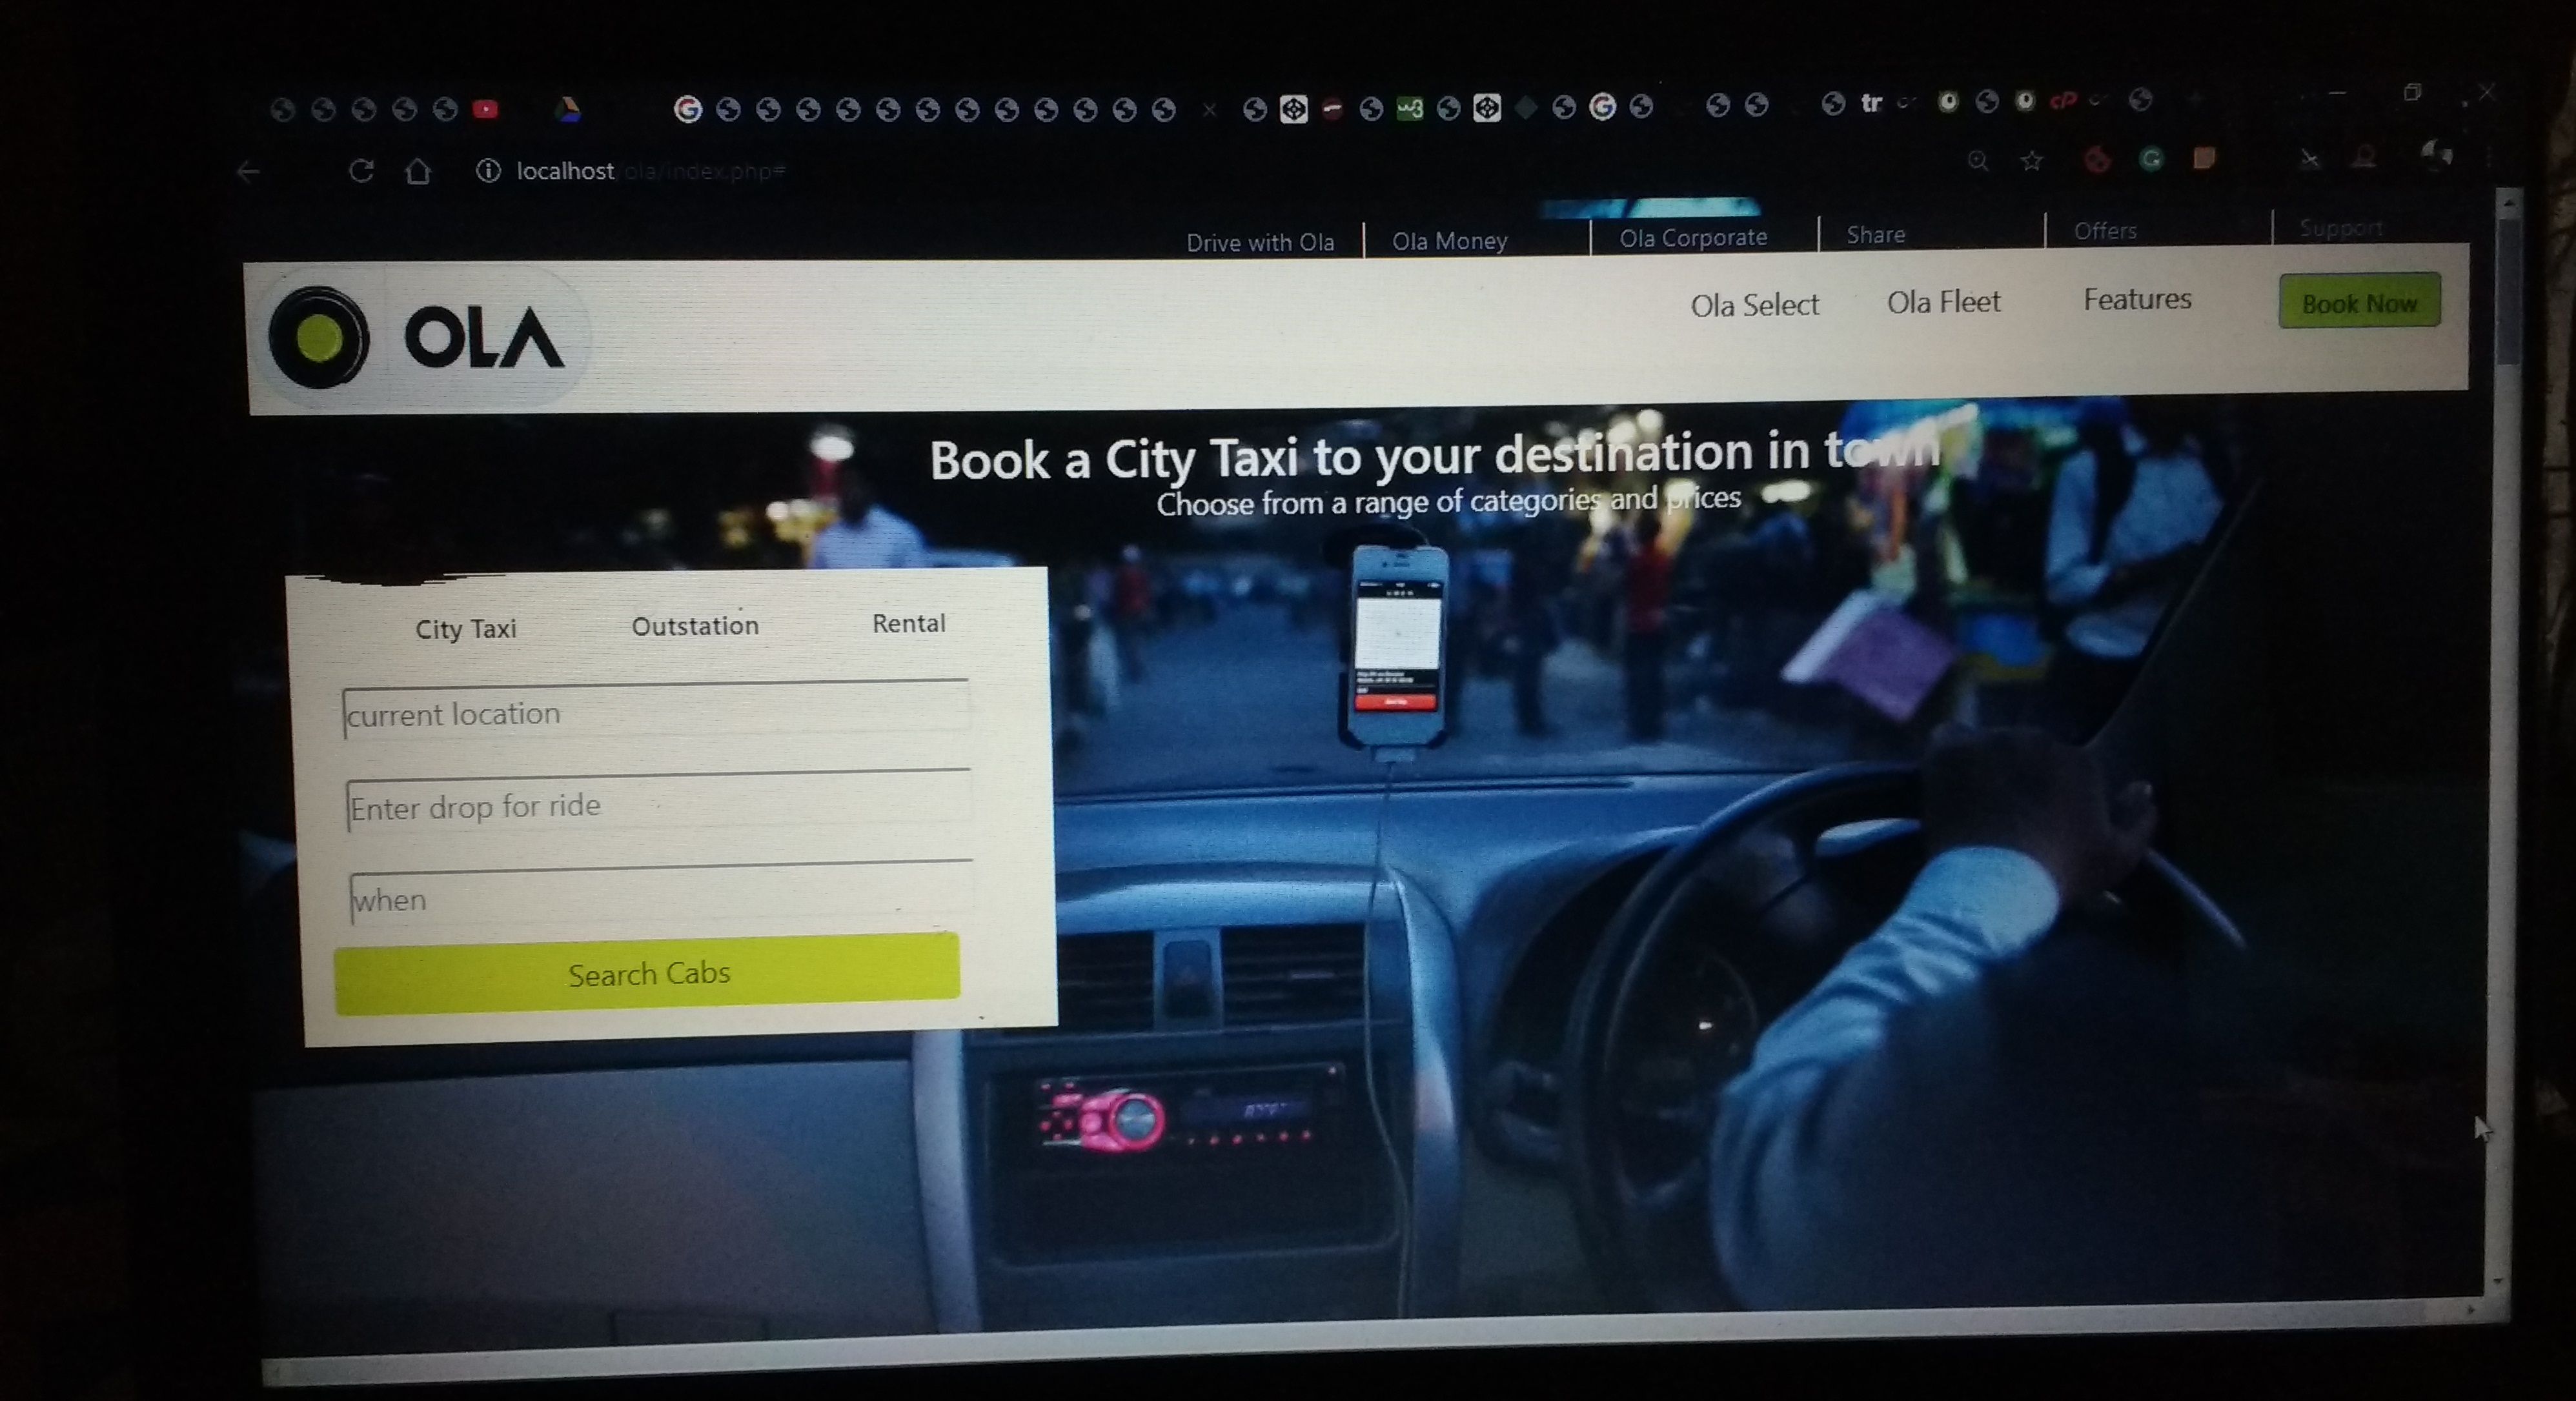 localhost/ola/index.php#
Drive with Ola
Ola Money
Ola Corporate
Share
Offers
Support
OLA
Ola Select
Ola Fleet
Features
Book Now
Book a City Taxi to your destination in town
Choose from a range of categories and prices
City Taxi
Outstation
Rental
current location
Enter drop for ride
when
Search Cabs